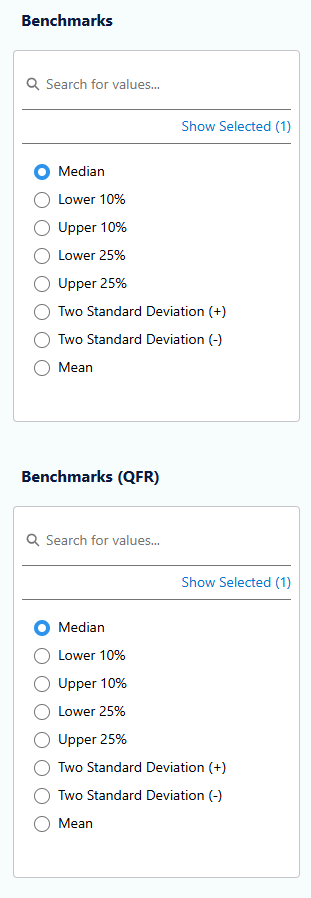 Benchmarks
Search for values...
Show Selected (1)
Median
Lower 10%
Upper 10%
Lower 25%
Upper 25%
Two Standard Deviation (+)
Two Standard Deviation (-)
Mean
Benchmarks (QFR)
Search for values...
Show Selected (1)
Median
Lower 10%
Upper 10%
Lower 25%
Upper 25%
Two Standard Deviation (+)
Two Standard Deviation (-)
Mean